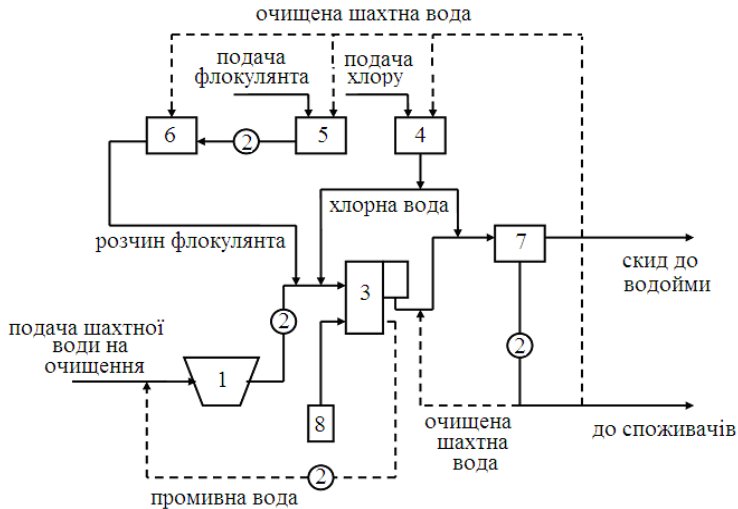 очищена шахтна вода
подача
флокулянта
подача
хлору
6
2
5
4
хлорна вода
розчин флокулянта
7
скид до
водойми
3
2
2
подача шахтної
води на
очищення
1
8
очищена
шахтна
вода
до споживачів
2
промивна вода